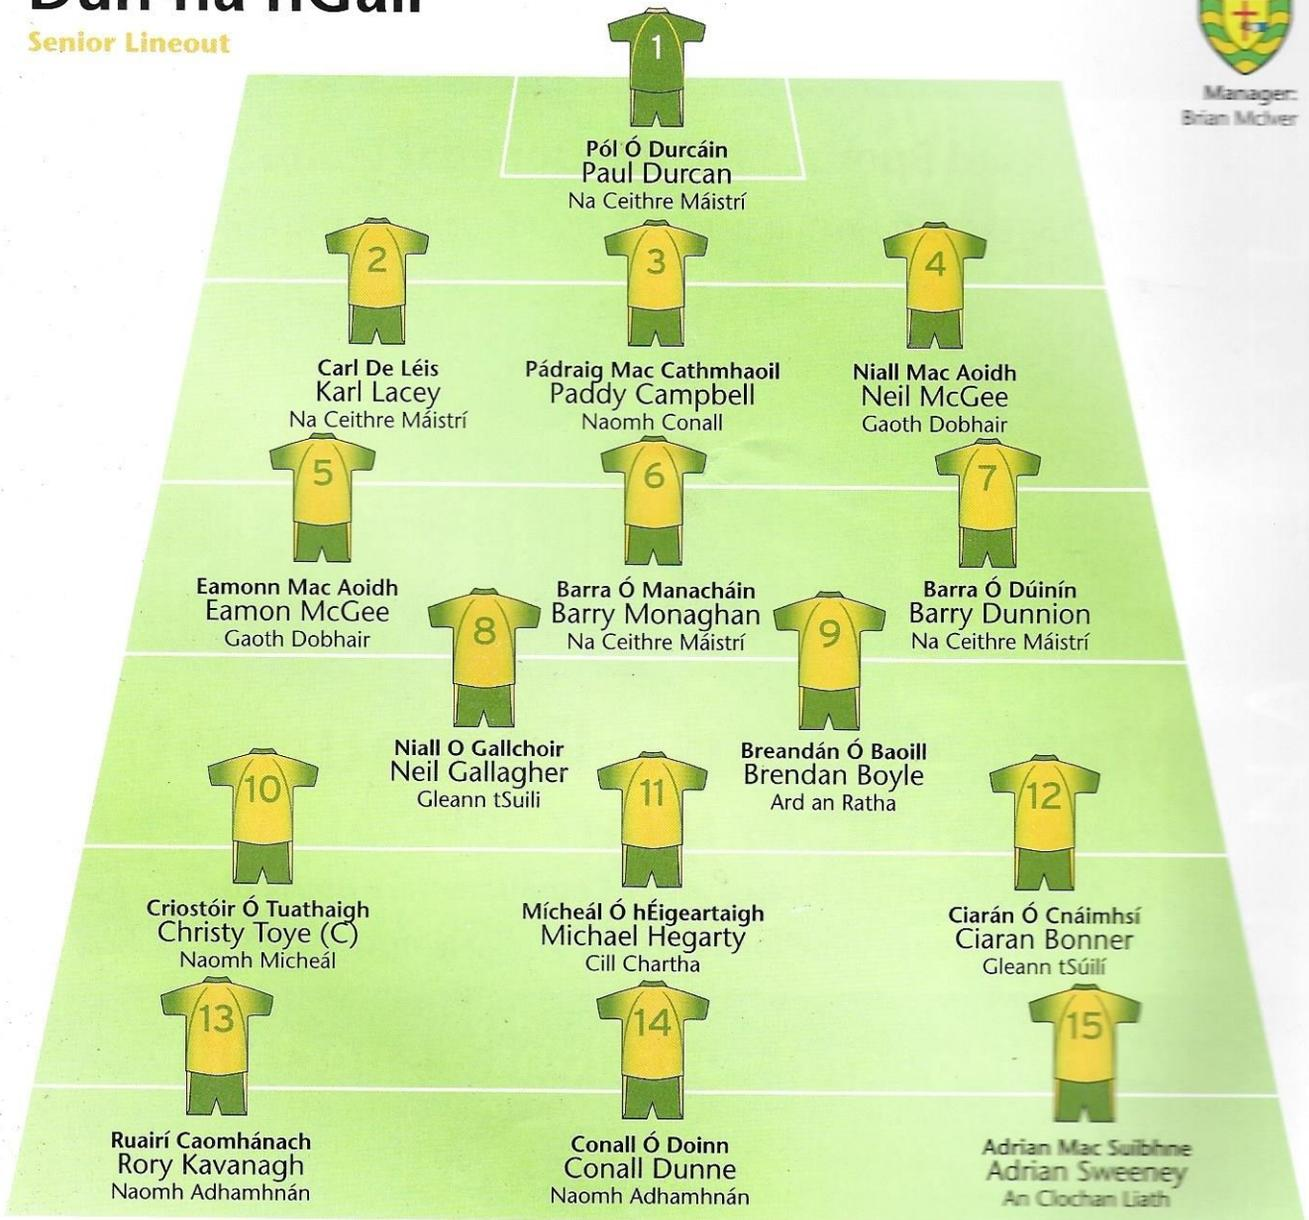 Dún na nGall
Senior Lineout
Manager:
Brian McIver
1
Pól Ó Durcáin
Paul Durcan
Na Ceithre Máistrí
2
3
4
Carl De Léis
Karl Lacey
Na Ceithre Máistrí
Pádraig Mac Cathmhaoil
Paddy Campbell
Naomh Conall
Niall Mac Aoidh
Neil McGee
Gaoth Dobhair
5
6
7
Eamonn Mac Aoidh
Eamon McGee
Gaoth Dobhair
Barra Ó Manacháin
Barry Monaghan
Na Ceithre Máistrí
Barra Ó Dúinín
Barry Dunnion
Na Ceithre Máistrí
8
9
Niall O Gallchoir
Neil Gallagher
Gleann tSuili
Breandán Ó Baoill
Brendan Boyle
Ard an Ratha
10
11
12
Criostóir Ó Tuathaigh
Christy Toye (C)
Naomh Micheál
Mícheál Ó hÉigeartaigh
Michael Hegarty
Cill Chartha
Ciarán Ó Cnáimhsí
Ciaran Bonner
Gleann tSúilí
13
14
15
Ruairí Caomhánach
Rory Kavanagh
Naomh Adhamhnán
Conall Ó Doinn
Conall Dunne
Naomh Adhamhnán
Adrian Mac Suibhne
Adrian Sweeney
An Clochan Liath